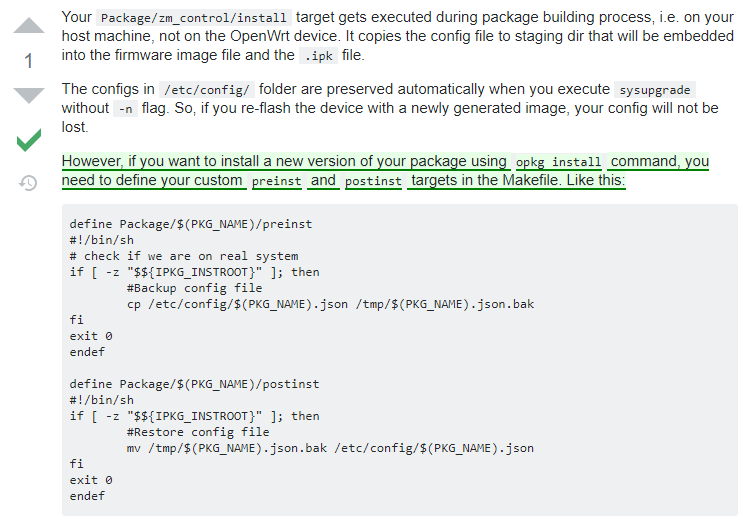 Your Package/zm_control/install target gets executed during package building process, i.e. on your
host machine, not on the OpenWrt device. It copies the config file to staging dir that will be embedded
1
into the firmware image file and the .ipk file.
The configs in /etc/config/ folder are preserved automatically when you execute sysupgrade
without -n flag. So, if you re-flash the device with a newly generated image, your config will not be
lost.
However, if you want to install a new version of your package using opkg install command, you
need to define your custom preinst and postinst targets in the Makefile. Like this:
define Package/$(PKG_NAME)/preinst
#!/bin/sh
# check if we are on real system
if [ -z "$${IPKG_INSTROOT}" ]; then
#Backup config file
cp /etc/config/$(PKG_NAME).json /tmp/$(PKG_NAME).json.bak
fi
exit 0
endef
define Package/$(PKG_NAME)/postinst
#!/bin/sh
if [ -z "$${IPKG_INSTROOT}" ]; then
#Restore config file
mv /tmp/$(PKG_NAME).json.bak /etc/config/$(PKG_NAME).json
fi
exit 0
endef